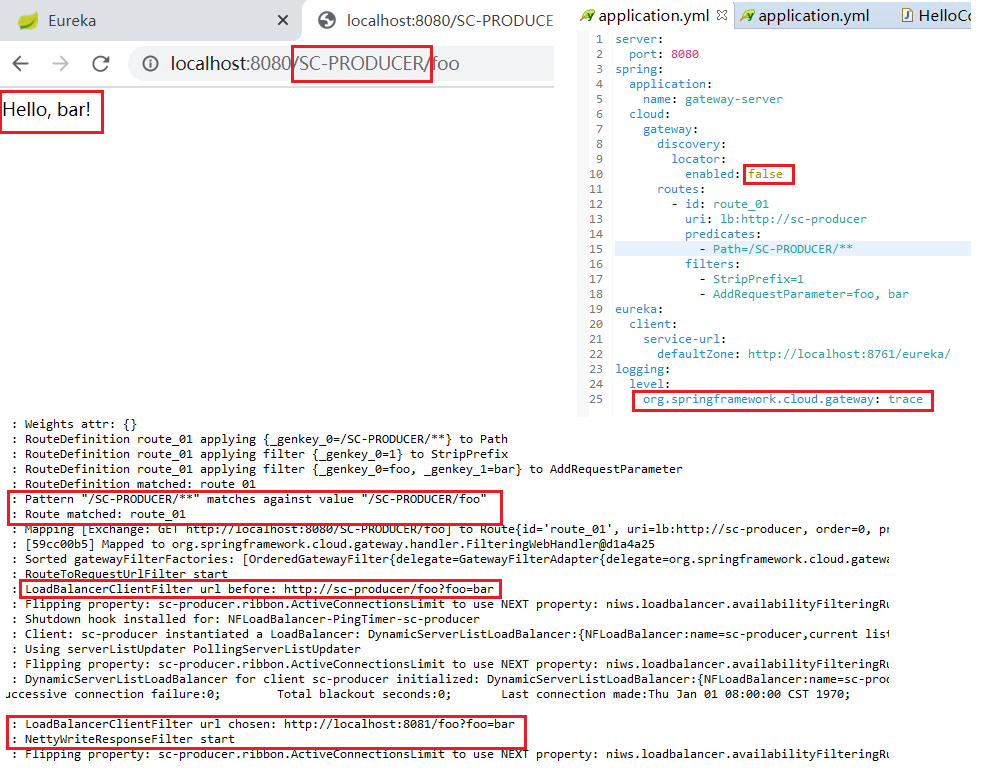 Eureka
localhost:8080/SC-PRODUCE
localhost:8080/SC-PRODUCER/foo
Hello, bar!
application.yml
application.yml
HelloCo
1 server:
2 port: 8080
3 spring:
4 application:
5 name: gateway-server
6 cloud:
7 gateway:
8 discovery:
9 locator:
10 enabled: false
11 routes:
12 - id: route_01
13 uri: lb:http://sc-producer
14 predicates:
15 - Path=/SC-PRODUCER/**
16 filters:
17 - StripPrefix=1
18 - AddRequestParameter=foo, bar
19 eureka:
20 client:
21 service-url:
22 defaultZone: http://localhost:8761/eureka/
23 logging:
24 level:
25 org.springframework.cloud.gateway: trace
: Weights attr: {}
: RouteDefinition route_01 applying {_genkey_0=/SC-PRODUCER/**} to Path
: RouteDefinition route_01 applying filter {_genkey_0=1} to StripPrefix
: RouteDefinition route_01 applying filter {_genkey_0=foo, _genkey_1=bar} to AddRequestParameter
: RouteDefinition matched: route_01
: Pattern "/SC-PRODUCER/**" matches against value "/SC-PRODUCER/foo"
: Route matched: route_01
: Mapping [Exchange: GET http://localhost:8080/SC-PRODUCER/foo] to Route{id='route_01', uri=lb:http://sc-producer, order=0, pr
: [59cc00b5] Mapped to org.springframework.cloud.gateway.handler.FilteringWebHandler@d1a4a25
: Sorted gatewayFilterFactories: [OrderedGatewayFilter{delegate=GatewayFilterAdapter{delegate=org.springframework.cloud.gatewa
: RouteToRequestUrlFilter start
: LoadBalancerClientFilter url before: http://sc-producer/foo?foo=bar
: Flipping property: sc-producer.ribbon.ActiveConnectionsLimit to use NEXT property: niws.loadbalancer.availabilityFilteringRu
: Shutdown hook installed for: NFLoadBalancer-PingTimer-sc-producer
: Client: sc-producer instantiated a LoadBalancer: DynamicServerListLoadBalancer:{NFLoadBalancer:name=sc-producer,current list
: Using serverListUpdater PollingServerListUpdater
: Flipping property: sc-producer.ribbon.ActiveConnectionsLimit to use NEXT property: niws.loadbalancer.availabilityFilteringRu
: DynamicServerListLoadBalancer for client sc-producer initialized: DynamicServerListLoadBalancer:{NFLoadBalancer:name=sc-prod
uccessive connection failure:0; Total blackout seconds:0; Last connection made:Thu Jan 01 08:00:00 CST 1970;
: LoadBalancerClientFilter url chosen: http://localhost:8081/foo?foo=bar
: NettyWriteResponseFilter start
: Flipping property: sc-producer.ribbon.ActiveConnectionsLimit to use NEXT property: niws.loadbalancer.availabilityFilteringRu